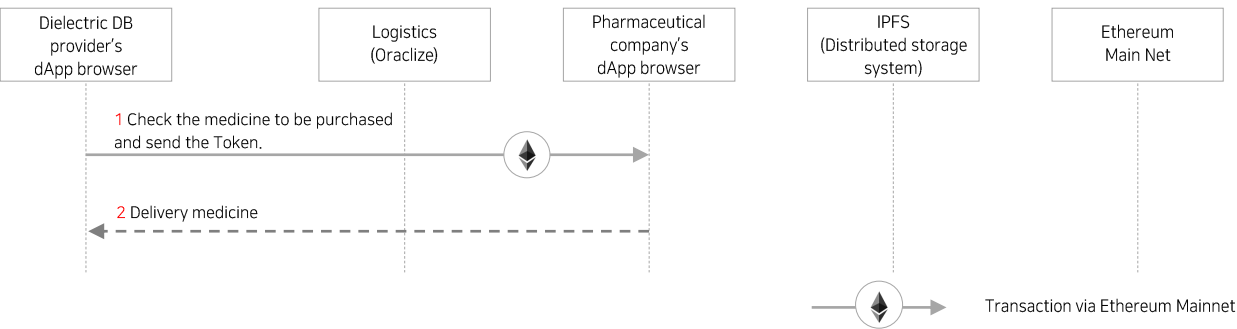 Dielectric DB
provider's
dApp browser
Logistics
(Oraclize)
Pharmaceutical
company's
dApp browser
IPFS
(Distributed storage
system)
Ethereum
Main Net
1 Check the medicine to be purchased
and send the Token.
2 Delivery medicine
Transaction via Ethereum Mainnet